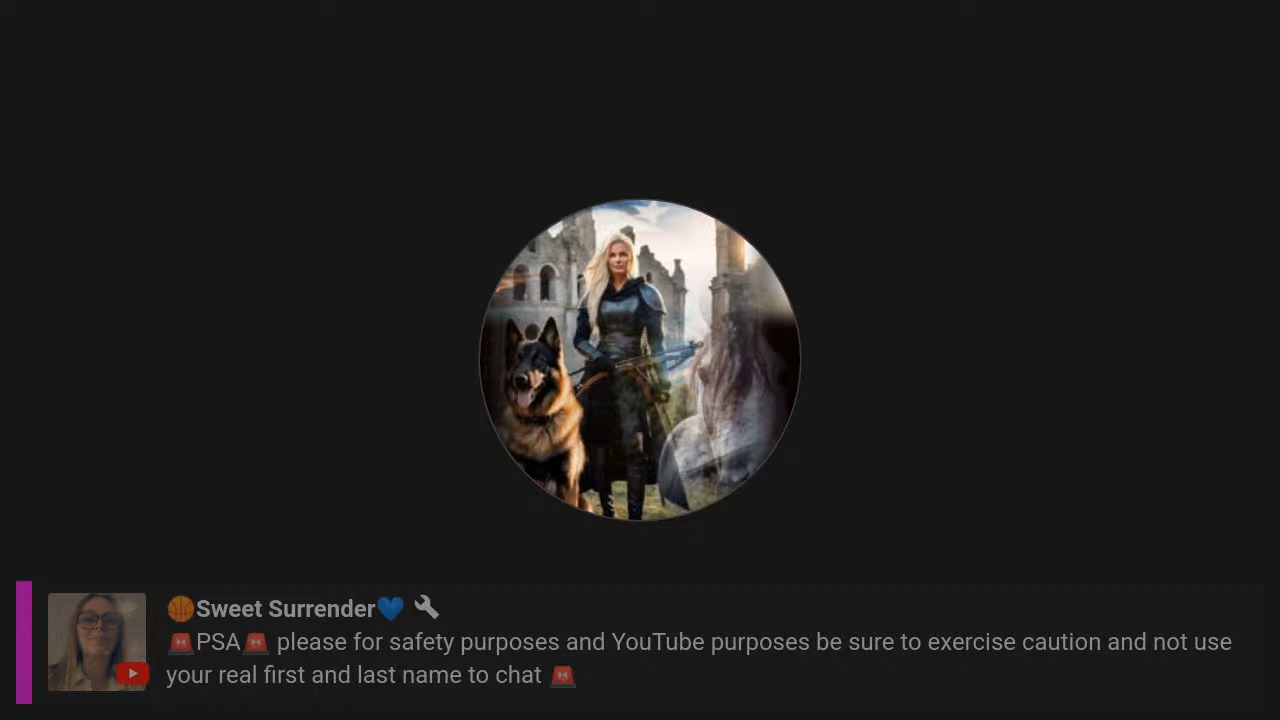 🏀Sweet Surrender💙 🔧
🚨PSA🚨 please for safety purposes and YouTube purposes be sure to exercise caution and not use
your real first and last name to chat 🚨